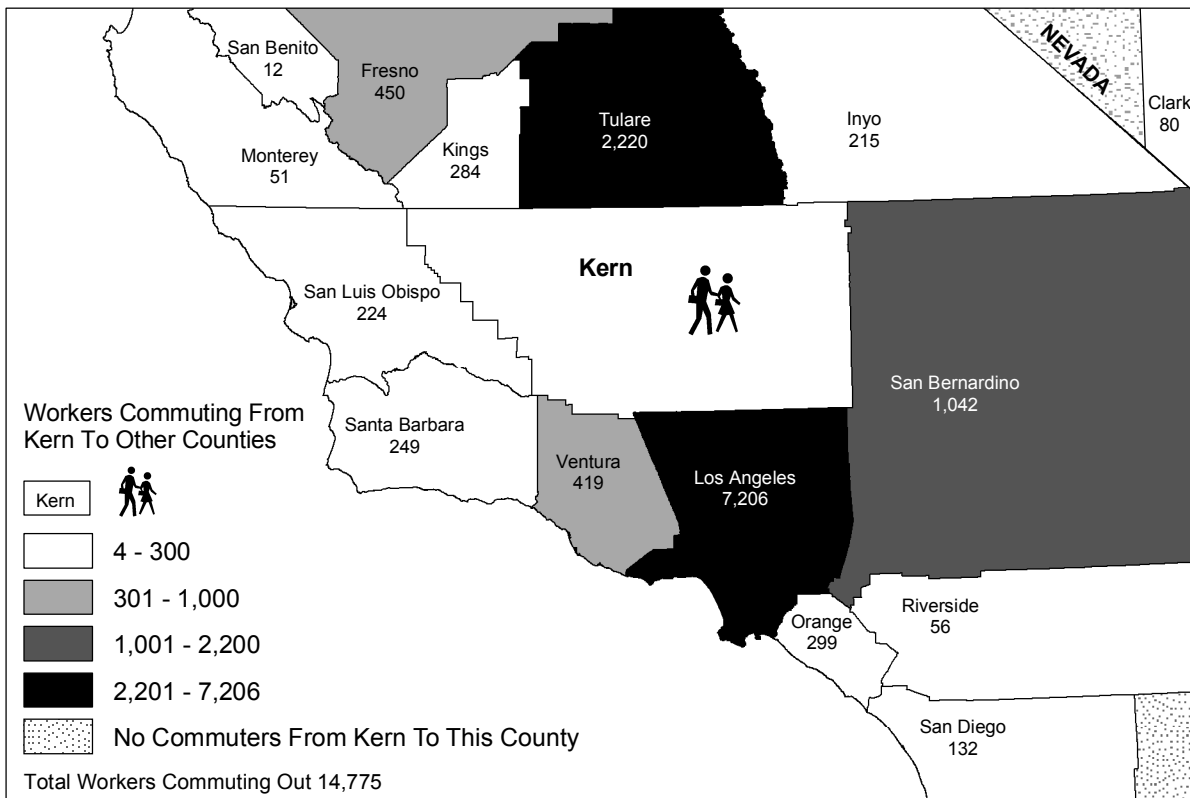 San Benito
12
Fresno
450
NEVADA
Clark
80
Tulare
2,220
Inyo
215
Monterey
51
Kings
284
Kern
San Luis Obispo
224
San Bernardino
1,042
Workers Commuting From
Kern To Other Counties
Santa Barbara
249
Ventura
419
Los Angeles
7,206
Kern
4 - 300
301 - 1,000
1,001 - 2,200
2,201 - 7,206
No Commuters From Kern To This County
Orange
299
Riverside
56
San Diego
132
Total Workers Commuting Out 14,775